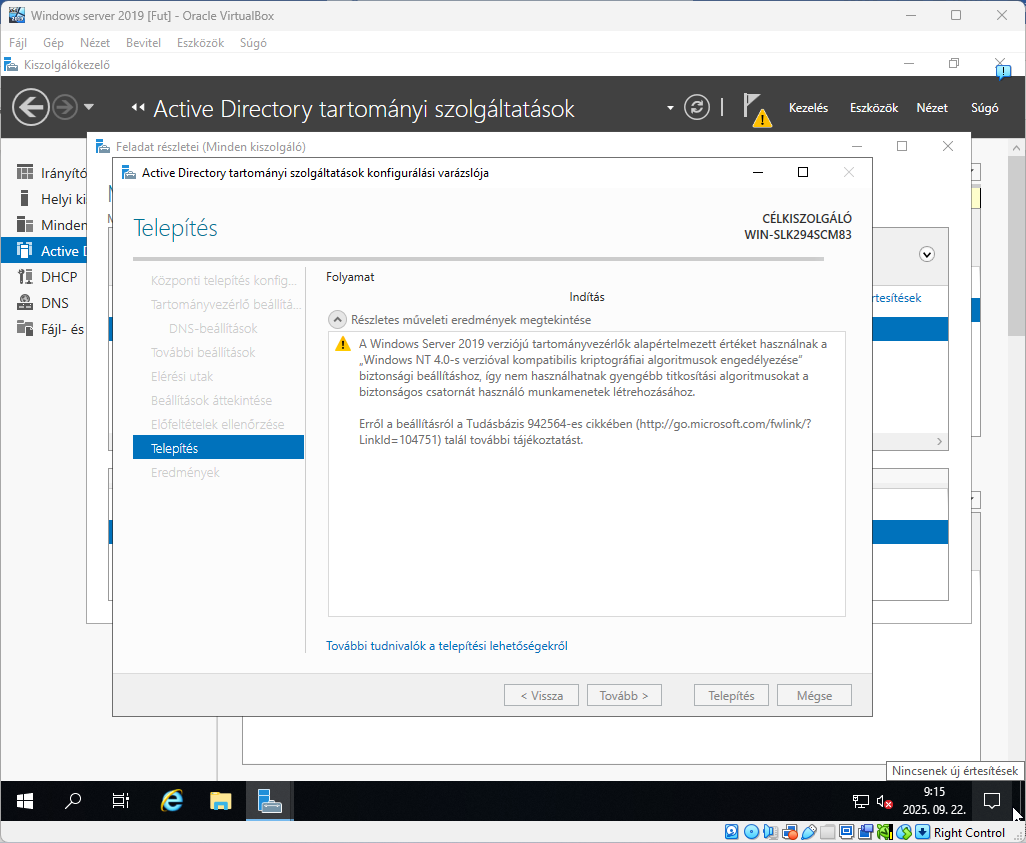 Windows server 2019 [Fut] - Oracle VirtualBox
Fájl Gép Nézet Bevitel Eszközök Súgó
Kiszolgálókezelő
Active Directory tartományi szolgáltatások
Kezelés Eszközök Nézet Súgó
Feladat részletei (Minden kiszolgáló)
Active Directory tartományi szolgáltatások konfigurálási varázslója
Irányító
Helyi ki
Minden
Active D
DHCP
DNS
Fájl- és
Telepítés
CÉLKISZOLGÁLÓ
WIN-SLK294SCM83
Központi telepítés konfig...
Tartományvezérlő beállítá...
DNS-beállítások
További beállítások
Elérési utak
Beállítások áttekintése
Előfeltételek ellenőrzése
Telepítés
Eredmények
Folyamat
Indítás
Részletes műveleti eredmények megtekintése
A Windows Server 2019 verziójú tartományvezérlők alapértelmezett értéket használnak a
„Windows NT 4.0-s verzióval kompatibilis kriptográfiai algoritmusok engedélyezése”
biztonsági beállításhoz, így nem használhatnak gyengébb titkosítási algoritmusokat a
biztonságos csatornát használó munkamenetek létrehozásához.
Erről a beállításról a Tudásbázis 942564-es cikkében (http://go.microsoft.com/fwlink/?
LinkId=104751) talál további tájékoztatást.
rtesítések
További tudnivalók a telepítési lehetőségekről
< Vissza Tovább > Telepítés Mégse
Nincsenek új értesítések
9:15
2025. 09. 22.
Right Control